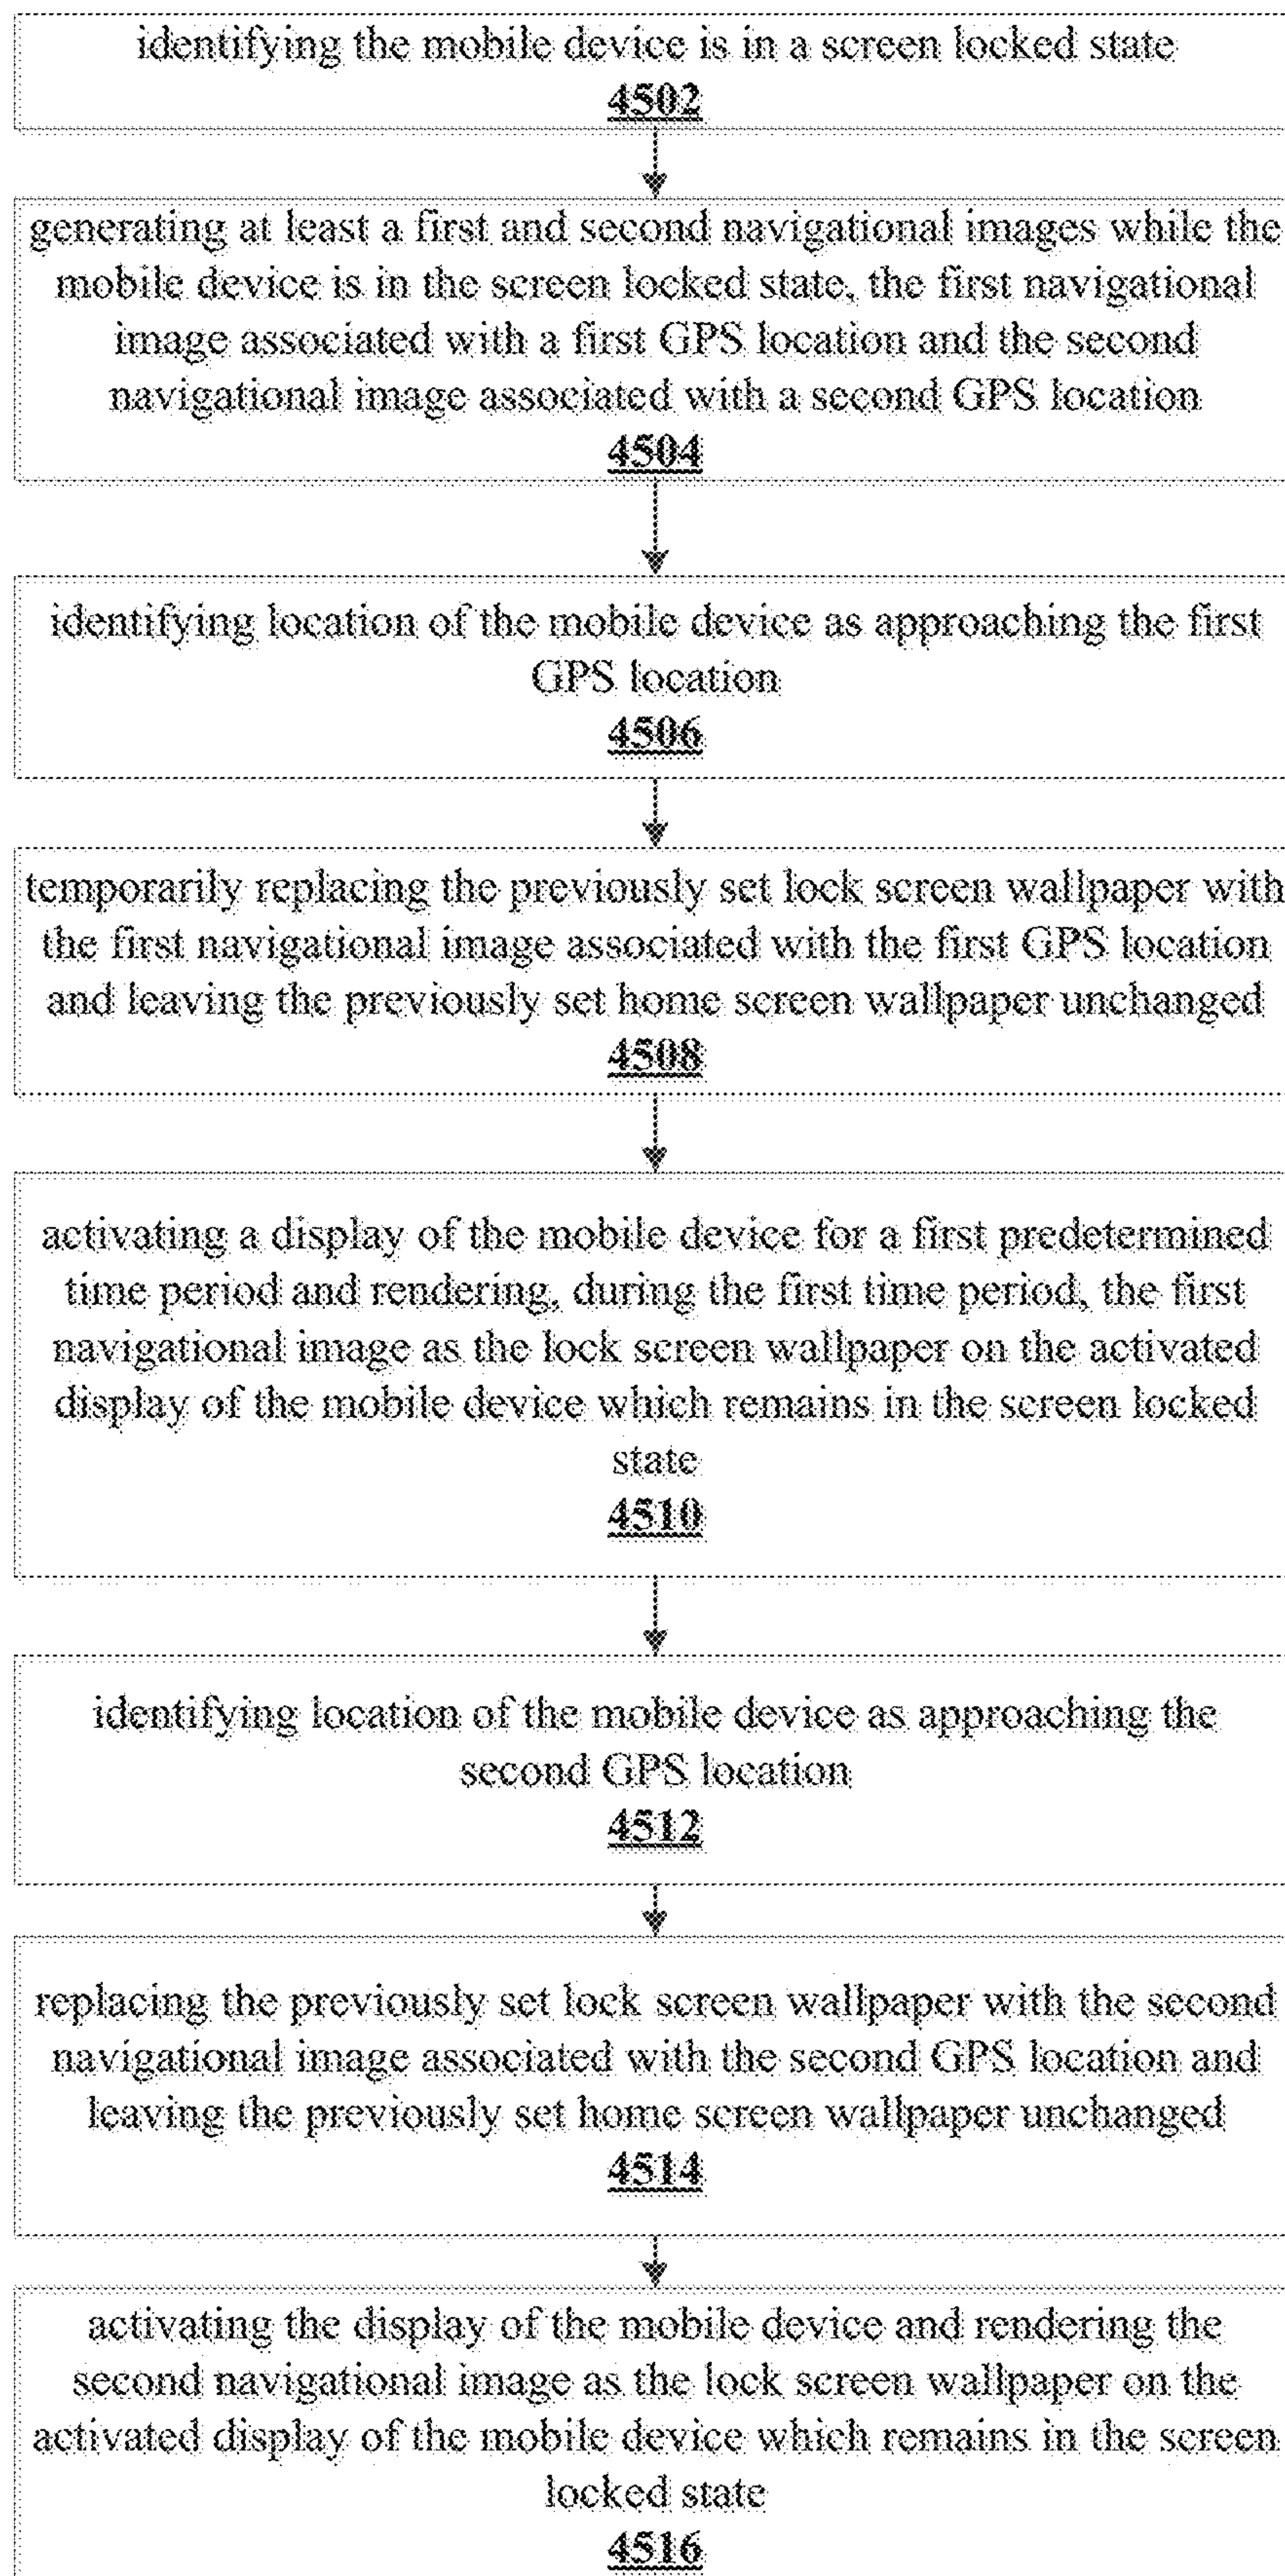 identifying the mobile device is in a screen locked state
4502
generating at least a first and second navigational images while the
mobile device is in the screen locked state, the first navigational
image associated with a first GPS location and the second
navigational image associated with a second GPS location
4504
identifying location of the mobile device as approaching the first
GPS location
4506
temporarily replacing the previously set lock screen wallpaper with
the first navigational image associated with the first GPS location
and leaving the previously set home screen wallpaper unchanged
4508
activating a display of the mobile device for a first predetermined
time period and rendering, during the first time period, the first
navigational image as the lock screen wallpaper on the activated
display of the mobile device which remains in the screen locked
state
4510
identifying location of the mobile device as approaching the
second GPS location
4512
replacing the previously set lock screen wallpaper with the second
navigational image associated with the second GPS location and
leaving the previously set home screen wallpaper unchanged
4514
activating the display of the mobile device and rendering the
second navigational image as the lock screen wallpaper on the
activated display of the mobile device which remains in the screen
locked state
4516